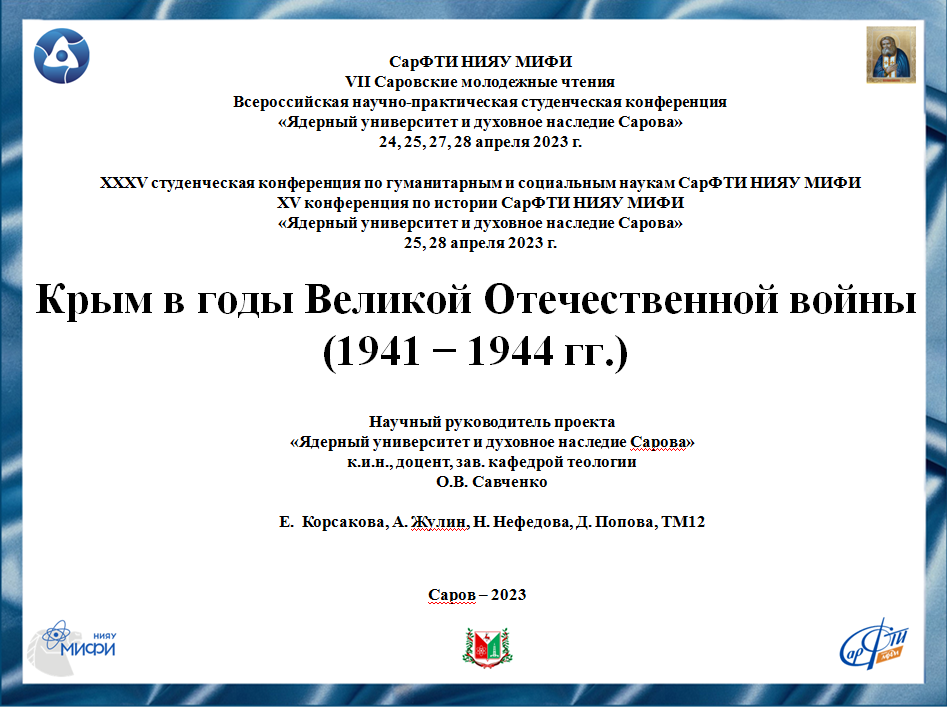 СарФТИ НИЯУ МИФИ
VII Саровские молодежные чтения
Всероссийская научно-практическая студенческая конференция
«Ядерный университет и духовное наследие Сарова»
24, 25, 27, 28 апреля 2023 г.
XXXV студенческая конференция по гуманитарным и социальным наукам СарФТИ НИЯУ МИФИ
XV конференция по истории СарФТИ НИЯУ МИФИ
«Ядерный университет и духовное наследие Сарова»
25, 28 апреля 2023 г.
Крым в годы Великой Отечественной войны
(1941 – 1944 гг.)
Научный руководитель проекта
«Ядерный университет и духовное наследие Сарова»
к.и.н., доцент, зав. кафедрой теологии
О.В. Савченко
Е.  Корсакова, А. Жулин, Н. Нефедова, Д. Попова, ТМ12
Саров – 2023
НИЯУ
МИФИ
СарФТИ
МИФИ